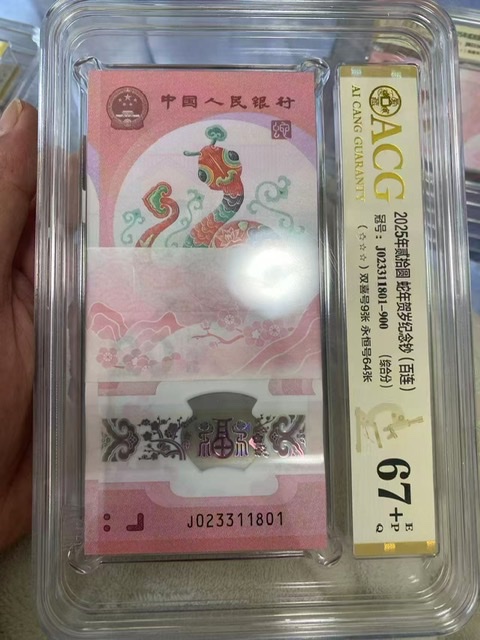 中国人民银行
福
J023311801
ACG
AI CANG GUARANTY
2025年贰拾圆 蛇年贺岁纪念钞 (百连)
冠号: J023311801-900 (综合分)
(☆☆☆) 双喜号9张 永恒号64张
67+
E
P
Q